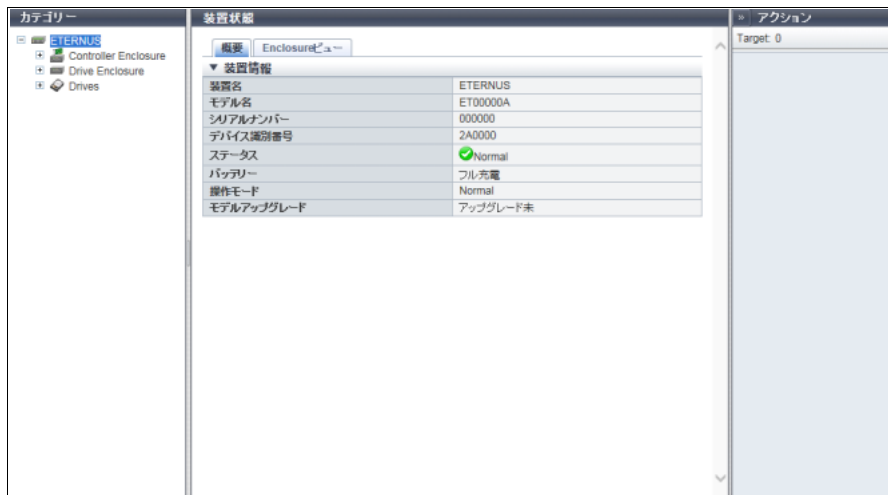 カテゴリー
ETERNUS
Controller Enclosure
Drive Enclosure
Drives
装置状態
概要 Enclosureビュー
▼ 装置情報
装置名 ETERNUS
モデル名 ET00000A
シリアルナンバー 000000
デバイス識別番号 2A0000
ステータス Normal
バッテリー フル充電
操作モード Normal
モデルアップグレード アップグレード未
» アクション
Target: 0